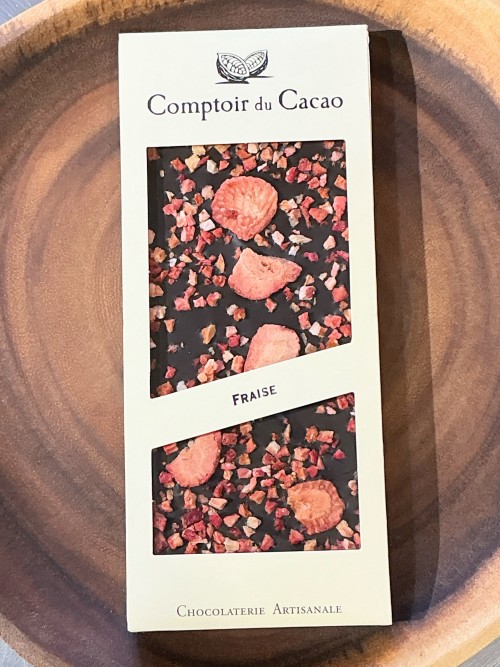 Comptoir du Cacao
Fraise
Chocolaterie Artisanale